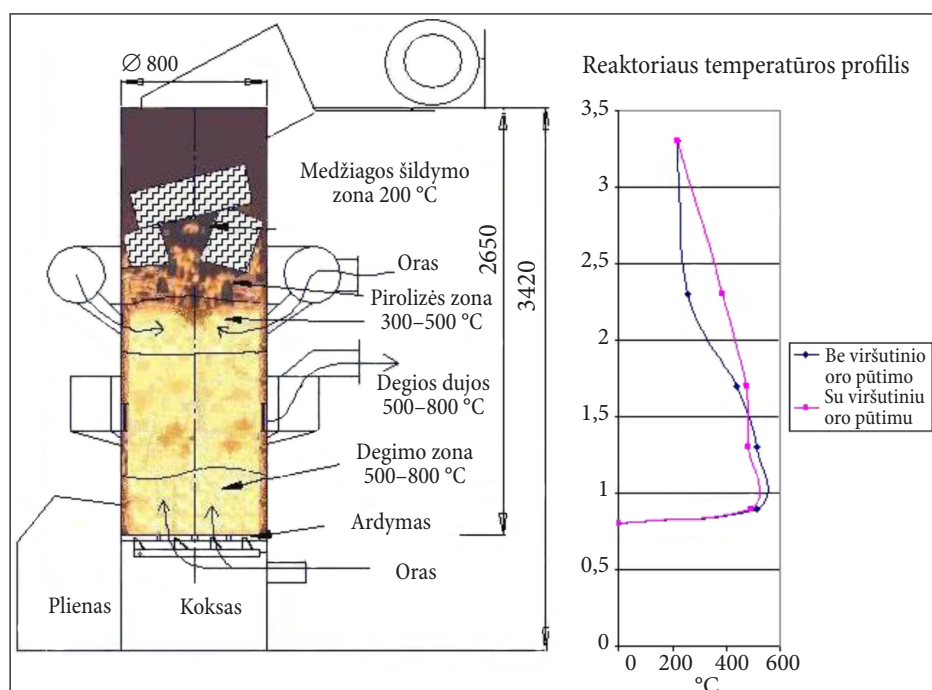 ∅ 800
Medžiagos šildymo
zona 200 °C
Oras
Pirolizės zona
300–500 °C
Degios dujos
500–800 °C
Degimo zona
500–800 °C
Ardymas
Oras
Plienas
Koksas
2650
3420
Reaktoriaus temperatūros profilis
3,5
3
2,5
2
1,5
1
0,5
0
0 200 400 600
°C
Be viršutinio
oro pūtimo
Su viršutiniu
oro pūtimu